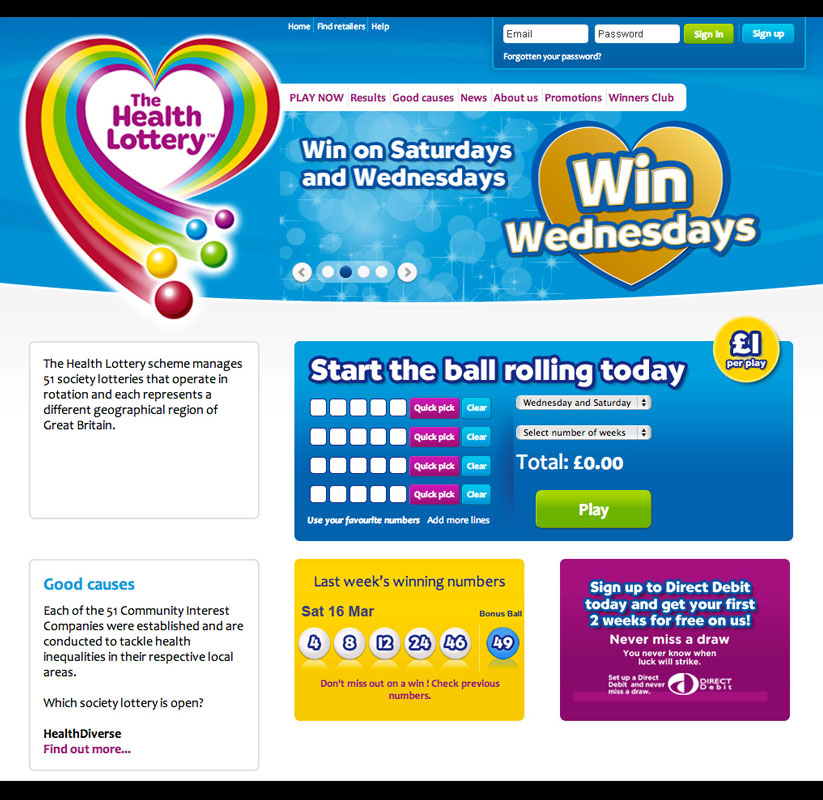 Home Find retailers Help
Email Password Sign in Sign up
Forgotten your password?
The
Health
Lottery™
PLAY NOW Results Good causes News About us Promotions Winners Club
Win on Saturdays
and Wednesdays
Win
Wednesdays
The Health Lottery scheme manages
51 society lotteries that operate in
rotation and each represents a
different geographical region of
Great Britain.
£1
per play
Start the ball rolling today
Quick pick Clear
Quick pick Clear
Quick pick Clear
Quick pick Clear
Use your favourite numbers Add more lines
Wednesday and Saturday
Select number of weeks
Total: £0.00
Play
Good causes
Each of the 51 Community Interest
Companies were established and are
conducted to tackle health
inequalities in their respective local
areas.
Which society lottery is open?
HealthDiverse
Find out more...
Last week's winning numbers
Sat 16 Mar Bonus Ball
4 8 12 24 46 49
Don't miss out on a win ! Check previous
numbers.
Sign up to Direct Debit
today and get your first
2 weeks for free on us!
Never miss a draw
You never know when
luck will strike.
Set up a Direct
Debit and never
miss a draw.
DIRECT
Debit